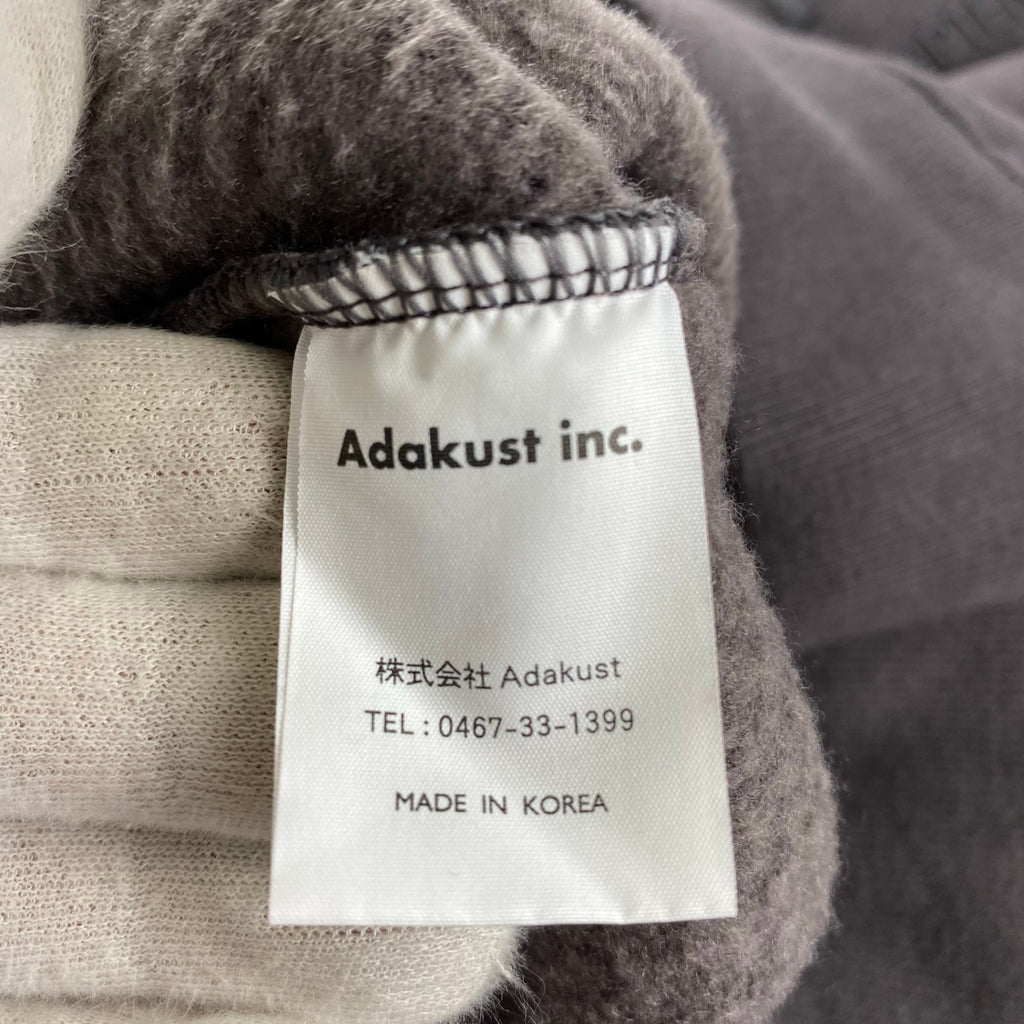 Adakust inc.
株式会社 Adakust
TEL : 0467-33-1399
MADE IN KOREA